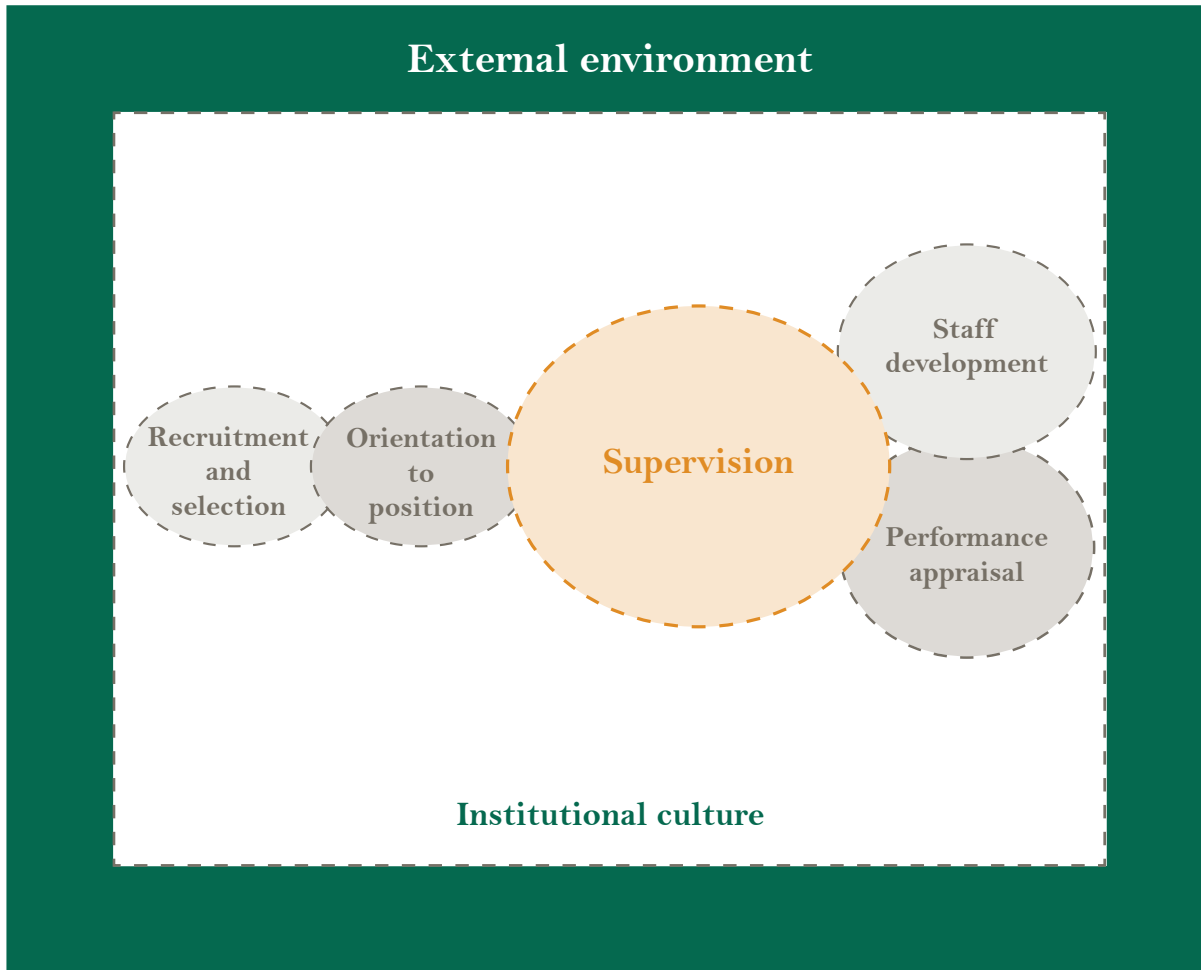 External environment
Recruitment
and
selection
Orientation
to
position
Supervision
Staff
development
Performance
appraisal
Institutional culture